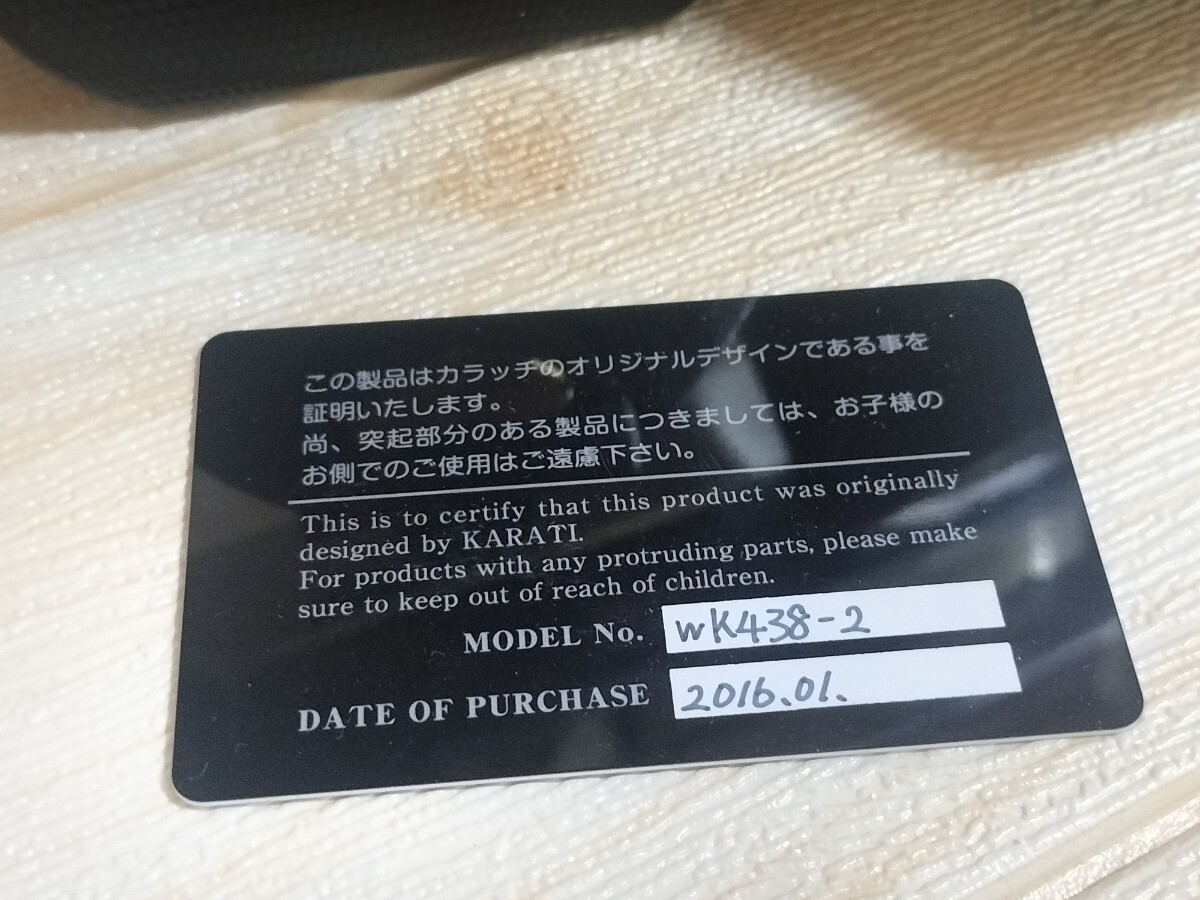 この製品はカラッチのオリジナルデザインである事を
証明いたします。
尚、突起部分のある製品につきましては、お子様の
お側でのご使用はご遠慮下さい。
This is to certify that this product was originally
designed by KARATI.
For products with any protruding parts, please make
sure to keep out of reach of children.
MODEL No. WK438-2
DATE OF PURCHASE 2016.01.